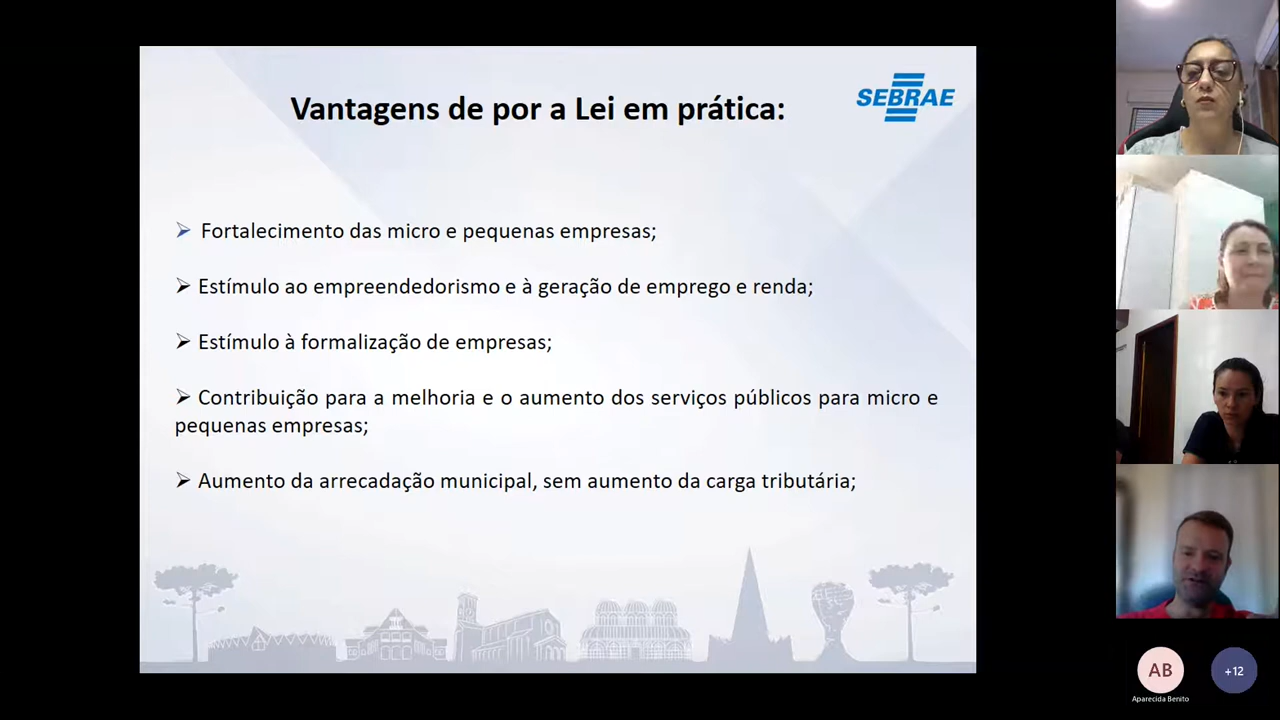 Vantagens de por a Lei em prática:
SEBRAE
➢ Fortalecimento das micro e pequenas empresas;
➢ Estímulo ao empreendedorismo e à geração de emprego e renda;
➢ Estímulo à formalização de empresas;
➢ Contribuição para a melhoria e o aumento dos serviços públicos para micro e
pequenas empresas;
➢ Aumento da arrecadação municipal, sem aumento da carga tributária;
AB
+12
Aparecida Benito